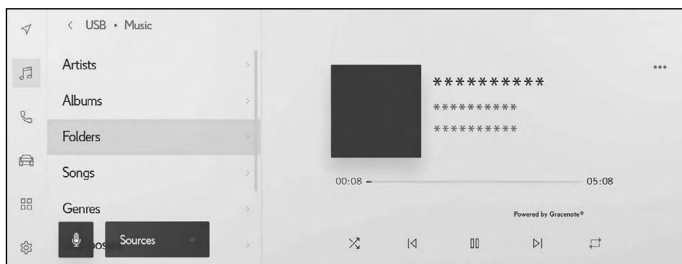 USB • Music
Artists
Albums
Folders
Songs
Genres
Sources
**********
**********
**********
00:08
05:08
Powered by Gracenote®